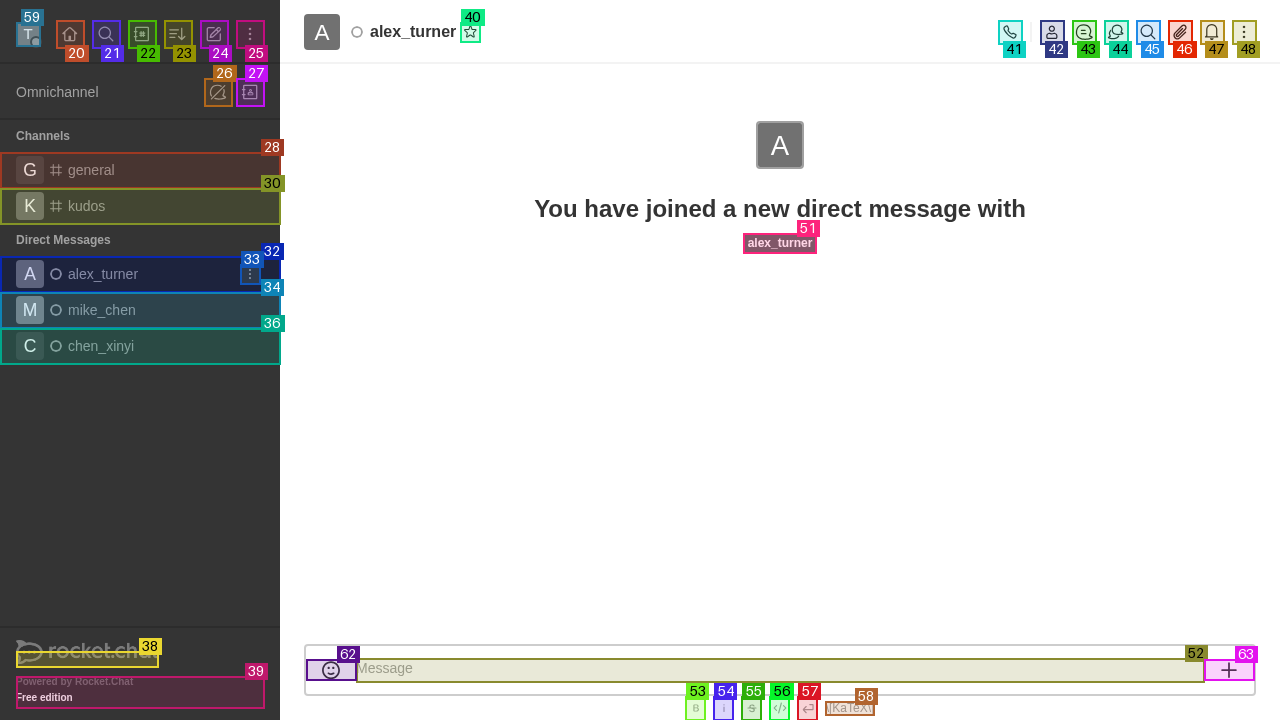 59
T
20
21
22
23
24
25
A
alex_turner
40
41
42
43
44
45
46
47
48
26
27
Omnichannel
Channels
28
G
general
30
K
kudos
Direct Messages
32
33
A
alex_turner
34
M
mike_chen
36
C
chen_xinyi
A
You have joined a new direct message with
51
alex_turner
38
39
Powered by Rocket.Chat
Free edition
62
52
63
Message
53
54
55
56
57
58
B
i
S
</>
\[KaTeX\]